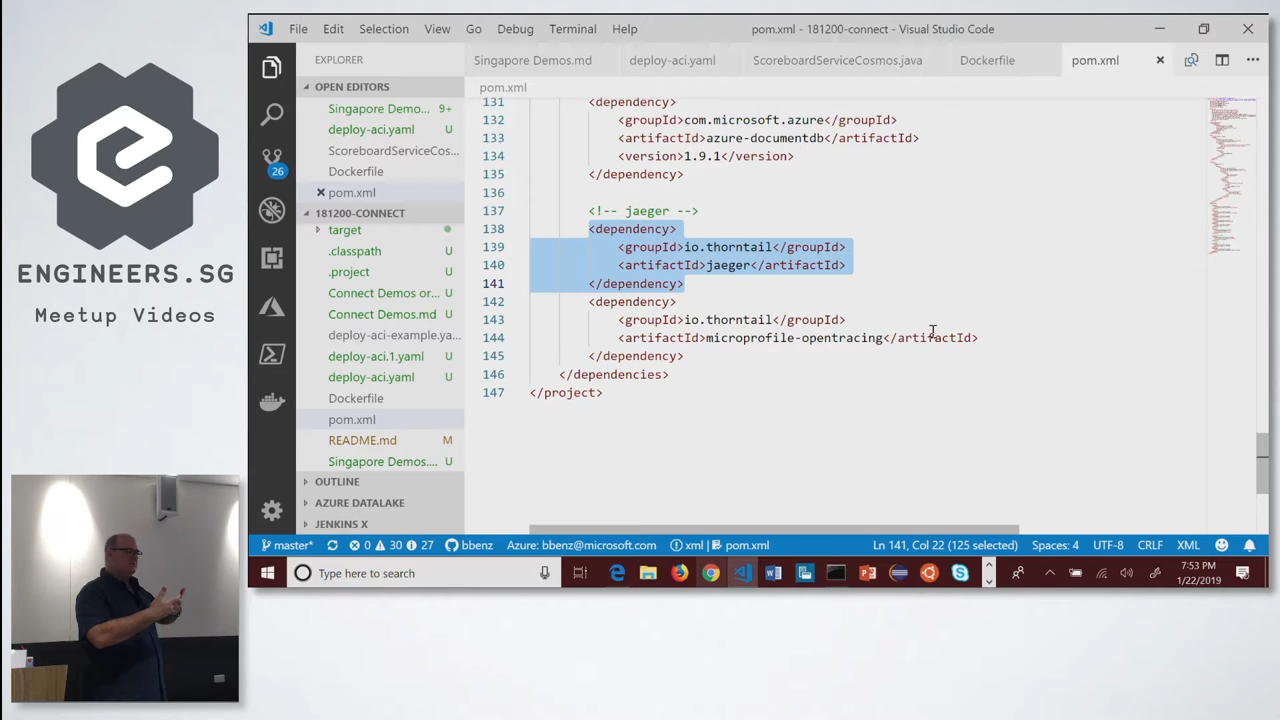 ENGINEERS.SG
Meetup Videos
File Edit Selection View Go Debug Terminal Help
pom.xml - 181200-connect - Visual Studio Code
EXPLORER
Singapore Demos.md
deploy-aci.yaml
ScoreboardServiceCosmos.java
Dockerfile
pom.xml
OPEN EDITORS
Singapore Demo... 9+
deploy-aci.yaml U
ScoreboardServiceCos...
Dockerfile
pom.xml
181200-CONNECT
target
.classpath
.project
Connect Demos or... U
Connect Demos.md U
deploy-aci-example.ya...
deploy-aci.1.yaml U
deploy-aci.yaml U
Dockerfile
pom.xml
README.md M
Singapore Demos.... U
OUTLINE
AZURE DATALAKE
JENKINS X
26
pom.xml
131 <dependency>
132 <groupId>com.microsoft.azure</groupId>
133 <artifactId>azure-documentdb</artifactId>
134 <version>1.9.1</version>
135 </dependency>
136
137 <!-- jaeger -->
138 <dependency>
139 <groupId>io.thorntail</groupId>
140 <artifactId>jaeger</artifactId>
141 </dependency>
142 <dependency>
143 <groupId>io.thorntail</groupId>
144 <artifactId>microprofile-opentracing</artifactId>
145 </dependency>
146 </dependencies>
147 </project>
master* 0 30 27 bbenz Azure: bbenz@microsoft.com xml pom.xml Ln 141, Col 22 (125 selected) Spaces: 4 UTF-8 CRLF XML
Type here to search
7:53 PM
1/22/2019